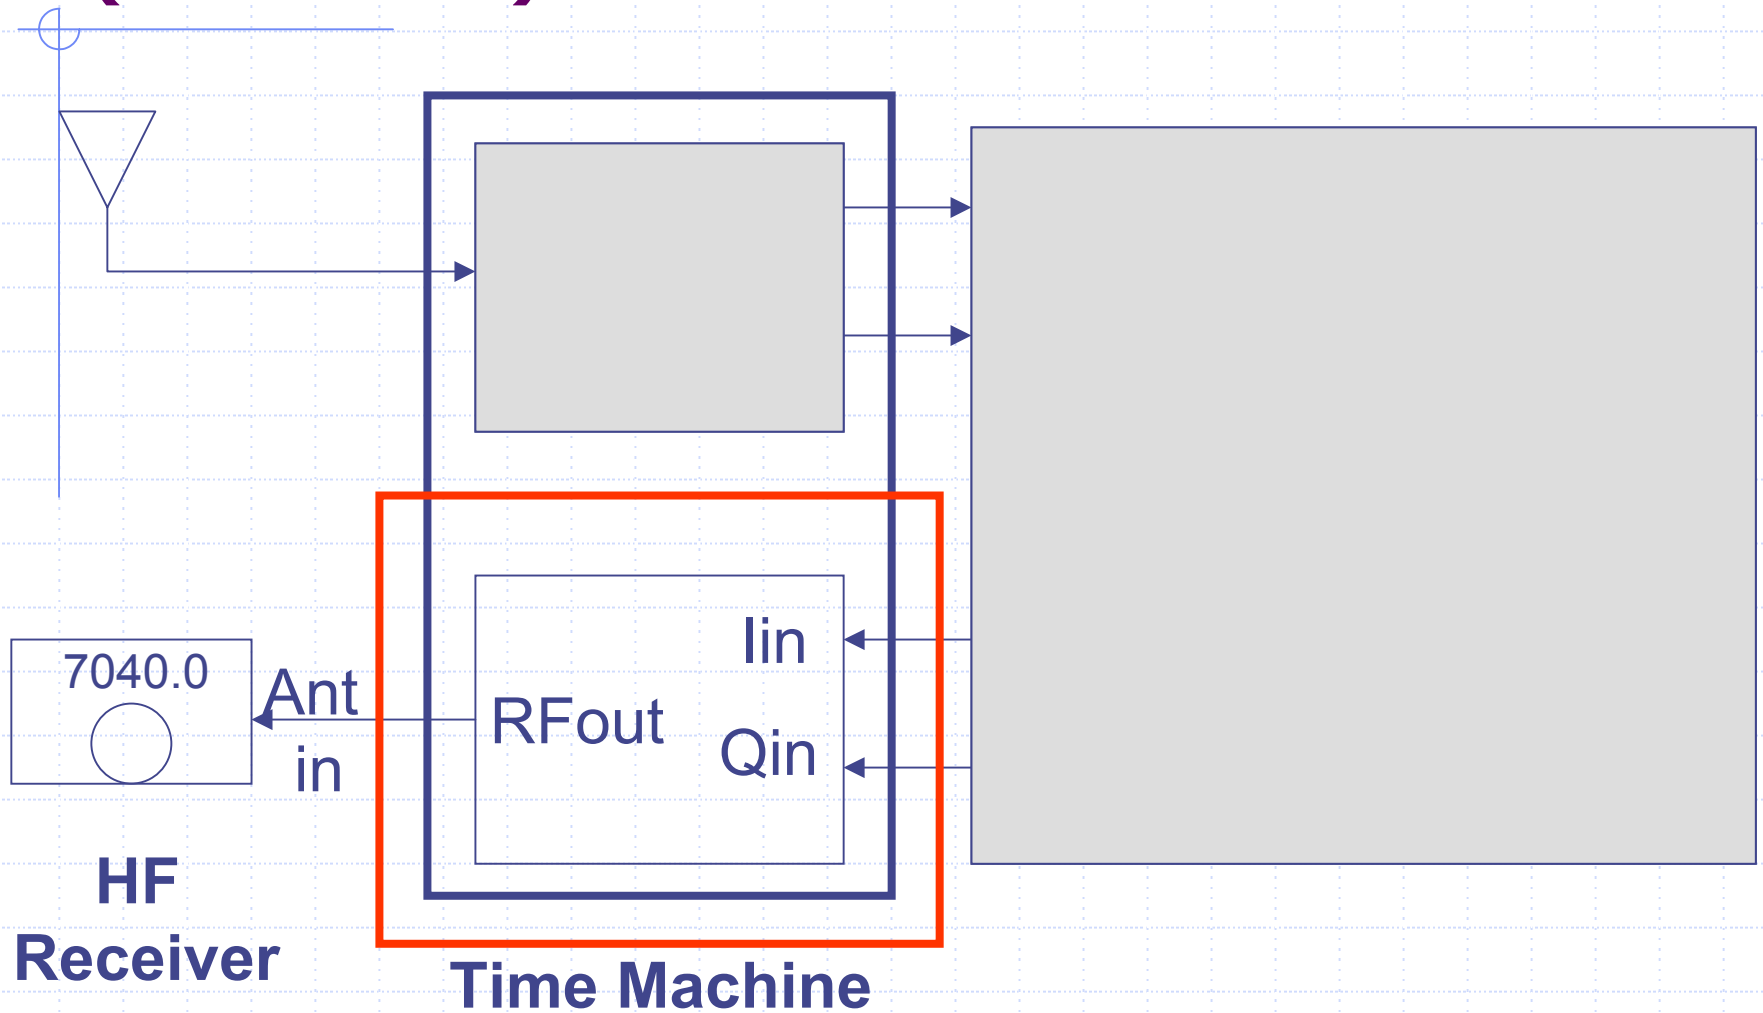 Iin
7040.0
Ant
RFout
Qin
in
HF
Receiver
Time Machine